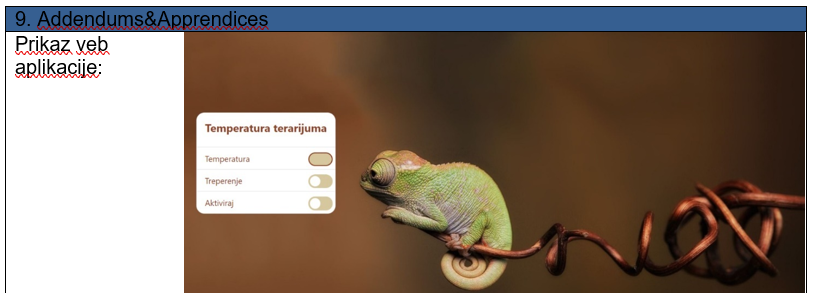 9. Addendums&Apprendices
Prikaz veb
aplikacije:
Temperatura terarijuma
Temperatura
Treperenje
Aktiviraj